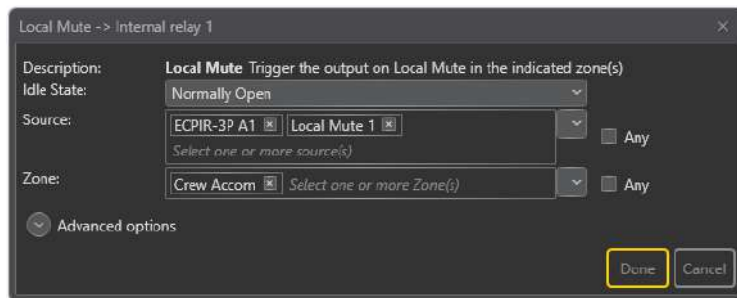 Local Mute -> Internal relay 1
Description: Local Mute Trigger the output on Local Mute in the indicated zone(s)
Idle State: Normally Open
Source: ECPIR-3P A1 Local Mute 1
Select one or more source(s)
Any
Zone: Crew Accom Select one or more Zone(s) Any
Advanced options
Done Cancel